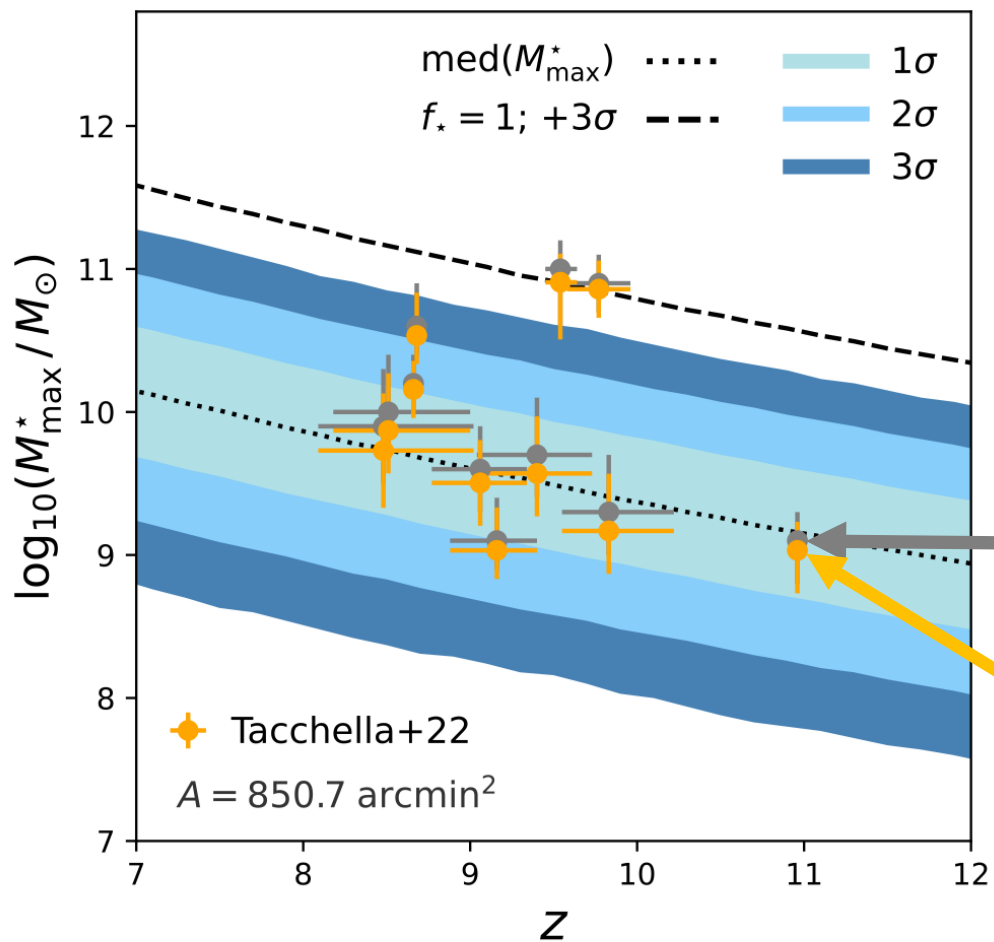 med(M⋆max)
f⋆ = 1; +3σ
1σ
2σ
3σ
12
11
10
9
8
7
log10(M⋆max / M⊙)
Tacchella+22
A = 850.7 arcmin²
7
8
9
10
11
12
z